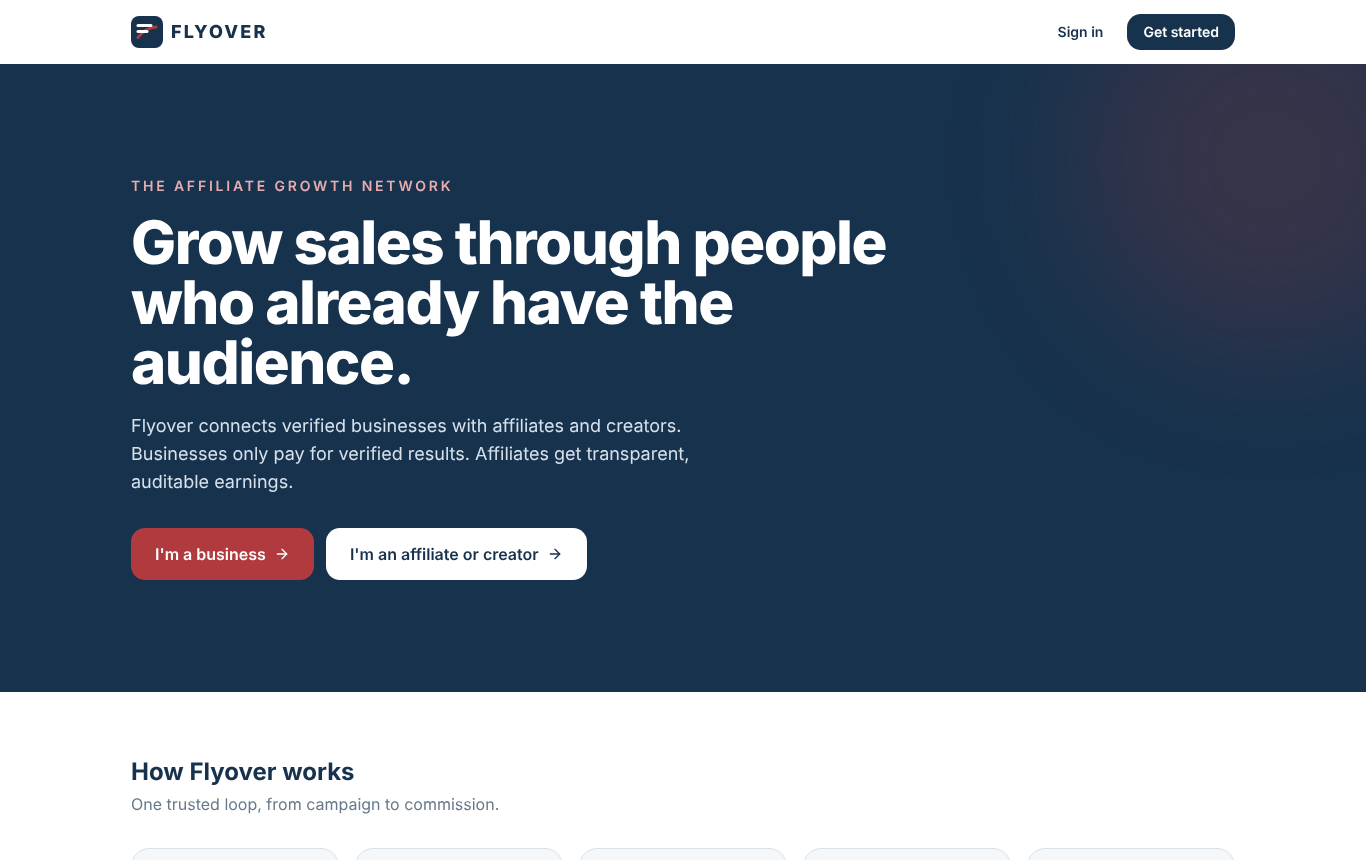 FLYOVER
Sign in
Get started
THE AFFILIATE GROWTH NETWORK
Grow sales through people
who already have the
audience.
Flyover connects verified businesses with affiliates and creators.
Businesses only pay for verified results. Affiliates get transparent,
auditable earnings.
I'm a business →
I'm an affiliate or creator →
How Flyover works
One trusted loop, from campaign to commission.